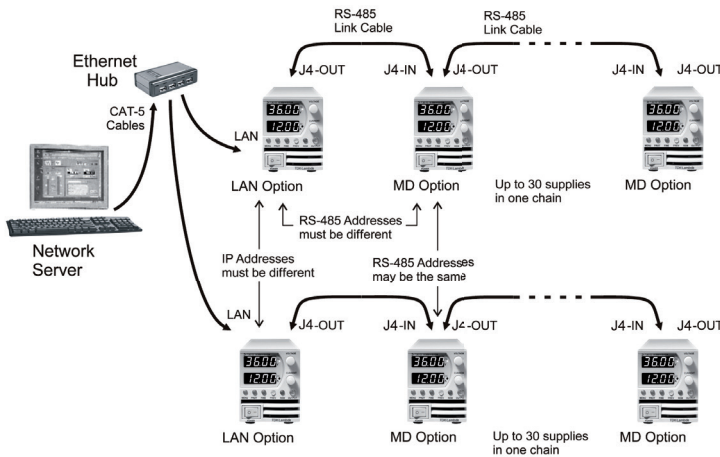 RS-485
Link Cable
RS-485
Link Cable
Ethernet
Hub
J4-OUT
J4-IN
J4-OUT
J4-IN
J4-OUT
CAT-5
Cables
LAN
36.00
12.00
36.00
12.00
36.00
12.00
LAN Option
MD Option
Up to 30 supplies
in one chain
MD Option
RS-485 Addresses
must be different
Network
Server
IP Addresses
must be different
RS-485 Addresses
may be the same
LAN
J4-OUT
J4-IN
J4-OUT
J4-IN
J4-OUT
36.00
12.00
36.00
12.00
36.00
12.00
LAN Option
MD Option
Up to 30 supplies
in one chain
MD Option